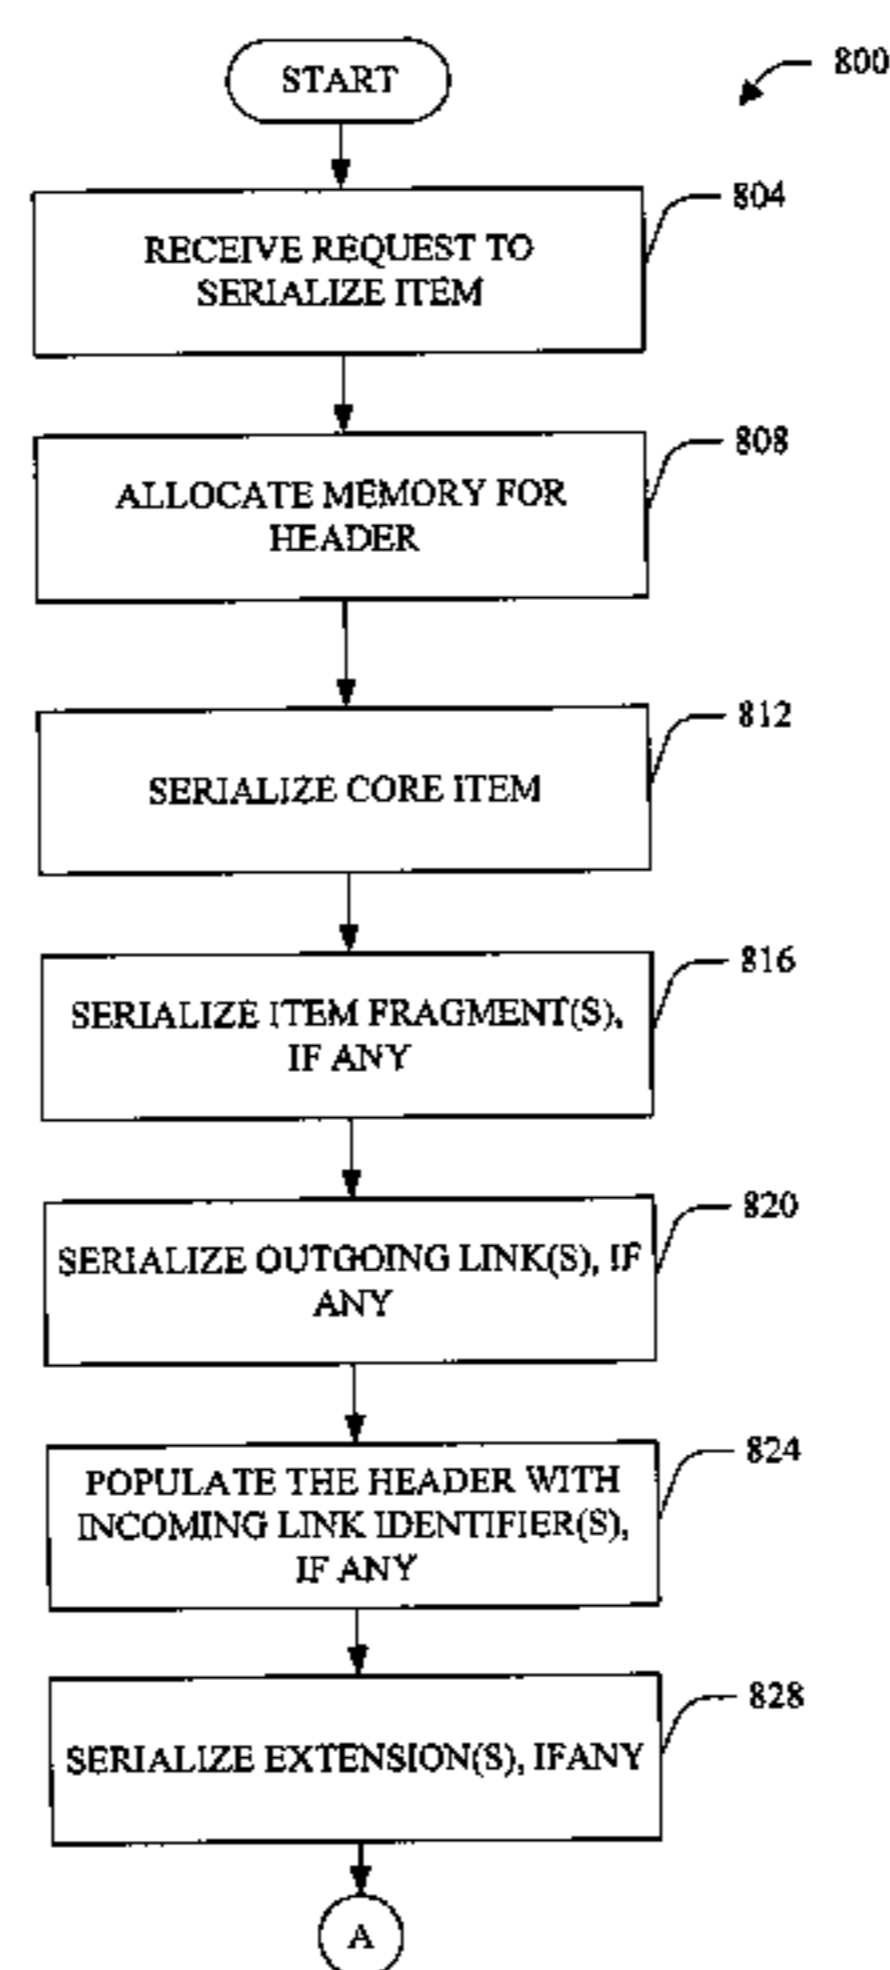 START
800
RECEIVE REQUEST TO
SERIALIZE ITEM
804
ALLOCATE MEMORY FOR
HEADER
808
SERIALIZE CORE ITEM
812
SERIALIZE ITEM FRAGMENT(S),
IF ANY
816
SERIALIZE OUTGOING LINK(S), IF
ANY
820
POPULATE THE HEADER WITH
INCOMING LINK IDENTIFIER(S),
IF ANY
824
SERIALIZE EXTENSION(S), IFANY
828
A